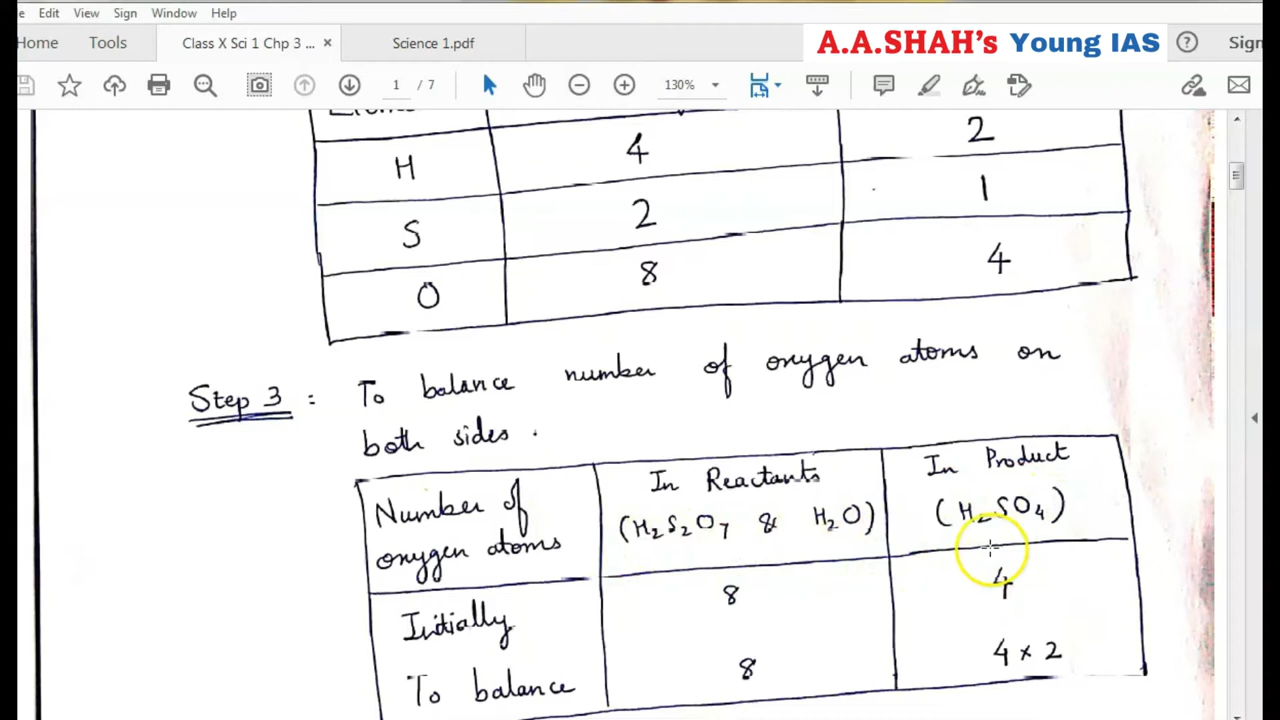 Edit View Sign Window Help
Home Tools Class X Sci 1 Chp 3 ... × Science 1.pdf
A.A.SHAH's Young IAS
Sign
1 / 7 130%
H 4 2
S 2 1
O 8 4
Step 3 : To balance number of oxygen atoms on
both sides.
Number of oxygen atoms
In Reactants
(H₂S₂O₇ & H₂O)
In Product
(H₂SO₄)
Initially 8 4
To balance 8 4 × 2